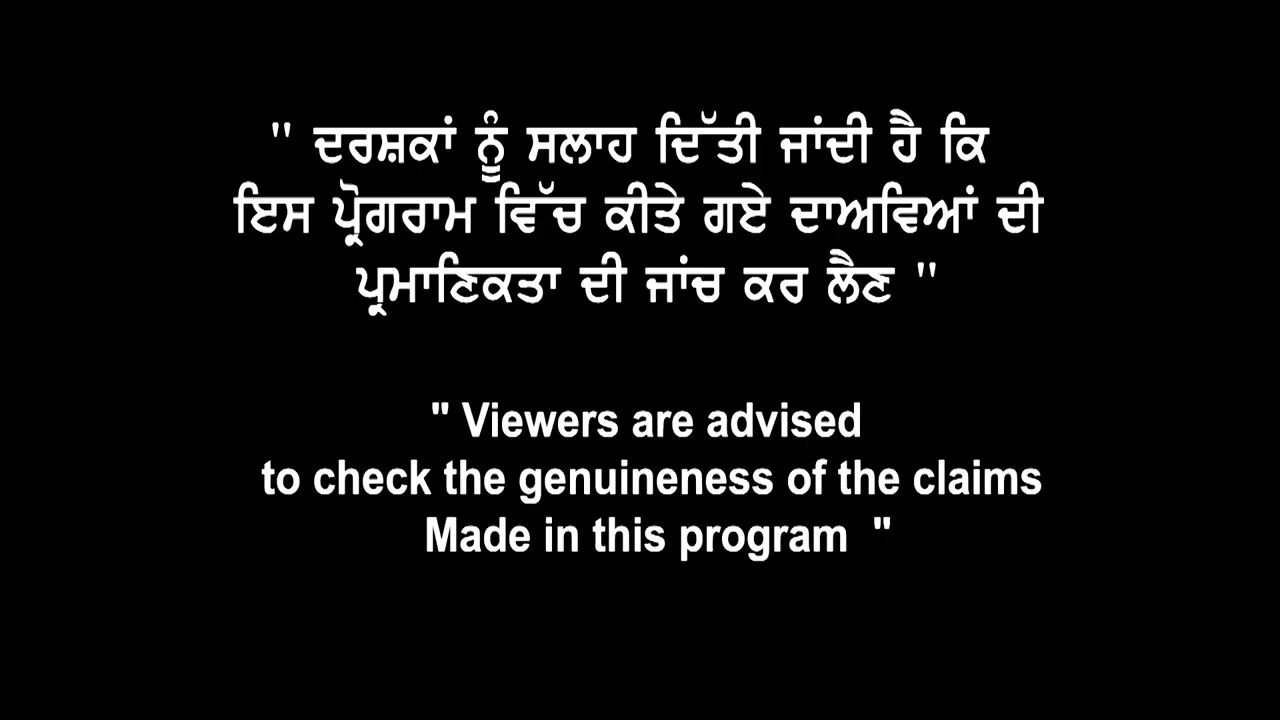 " ਦਰਸ਼ਕਾਂ ਨੂੰ ਸਲਾਹ ਦਿੱਤੀ ਜਾਂਦੀ ਹੈ ਕਿ
ਇਸ ਪ੍ਰੋਗਰਾਮ ਵਿੱਚ ਕੀਤੇ ਗਏ ਦਾਅਵਿਆਂ ਦੀ
ਪ੍ਰਮਾਣਿਕਤਾ ਦੀ ਜਾਂਚ ਕਰ ਲੈਣ "
" Viewers are advised
to check the genuineness of the claims
Made in this program "